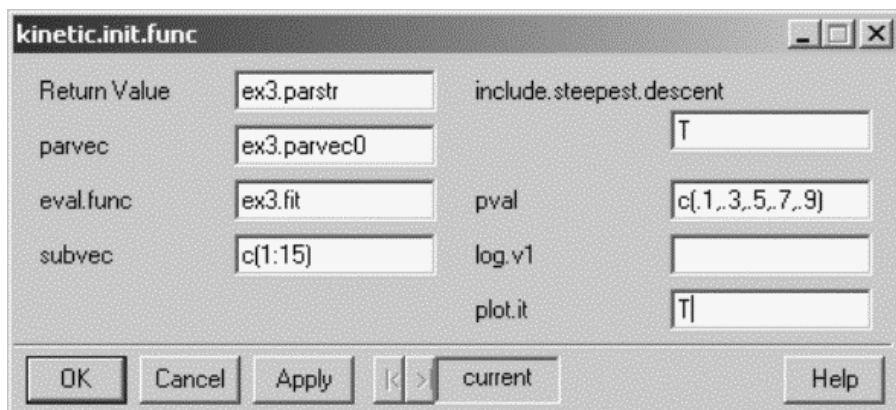 kinetic.init.func
Return Value ex3.parstr
include.steepest.descent
T
parvec ex3.parvec0
eval.func ex3.fit
pval c(.1,.3,.5,.7,.9)
subvec c(1:15)
log.v1
plot.it T
OK Cancel Apply |< >| current Help